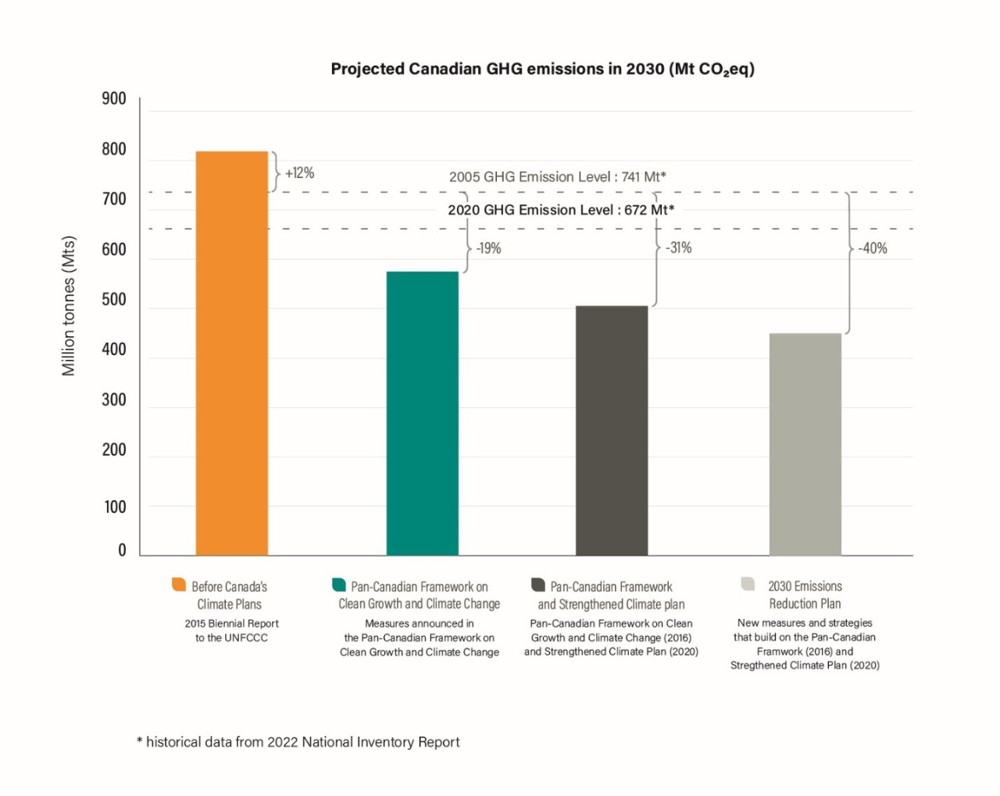 Projected Canadian GHG emissions in 2030 (Mt CO₂eq)
900
800
700
600
500
400
300
200
100
0
Million tonnes (Mts)
+12%
2005 GHG Emission Level : 741 Mt*
2020 GHG Emission Level : 672 Mt*
-19%
-31%
-40%
Before Canada's
Climate Plans
2015 Biennial Report
to the UNFCCC
Pan-Canadian Framework on
Clean Growth and Climate Change
Measures announced in
the Pan-Canadian Framework on
Clean Growth and Climate Change
Pan-Canadian Framework
and Strengthened Climate plan
Pan-Canadian Framework on Clean
Growth and Climate Change (2016)
and Strengthened Climate Plan (2020)
2030 Emissions
Reduction Plan
New measures and strategies
that build on the Pan-Canadian
Framwork (2016) and
Stregthened Climate Plan (2020)
* historical data from 2022 National Inventory Report